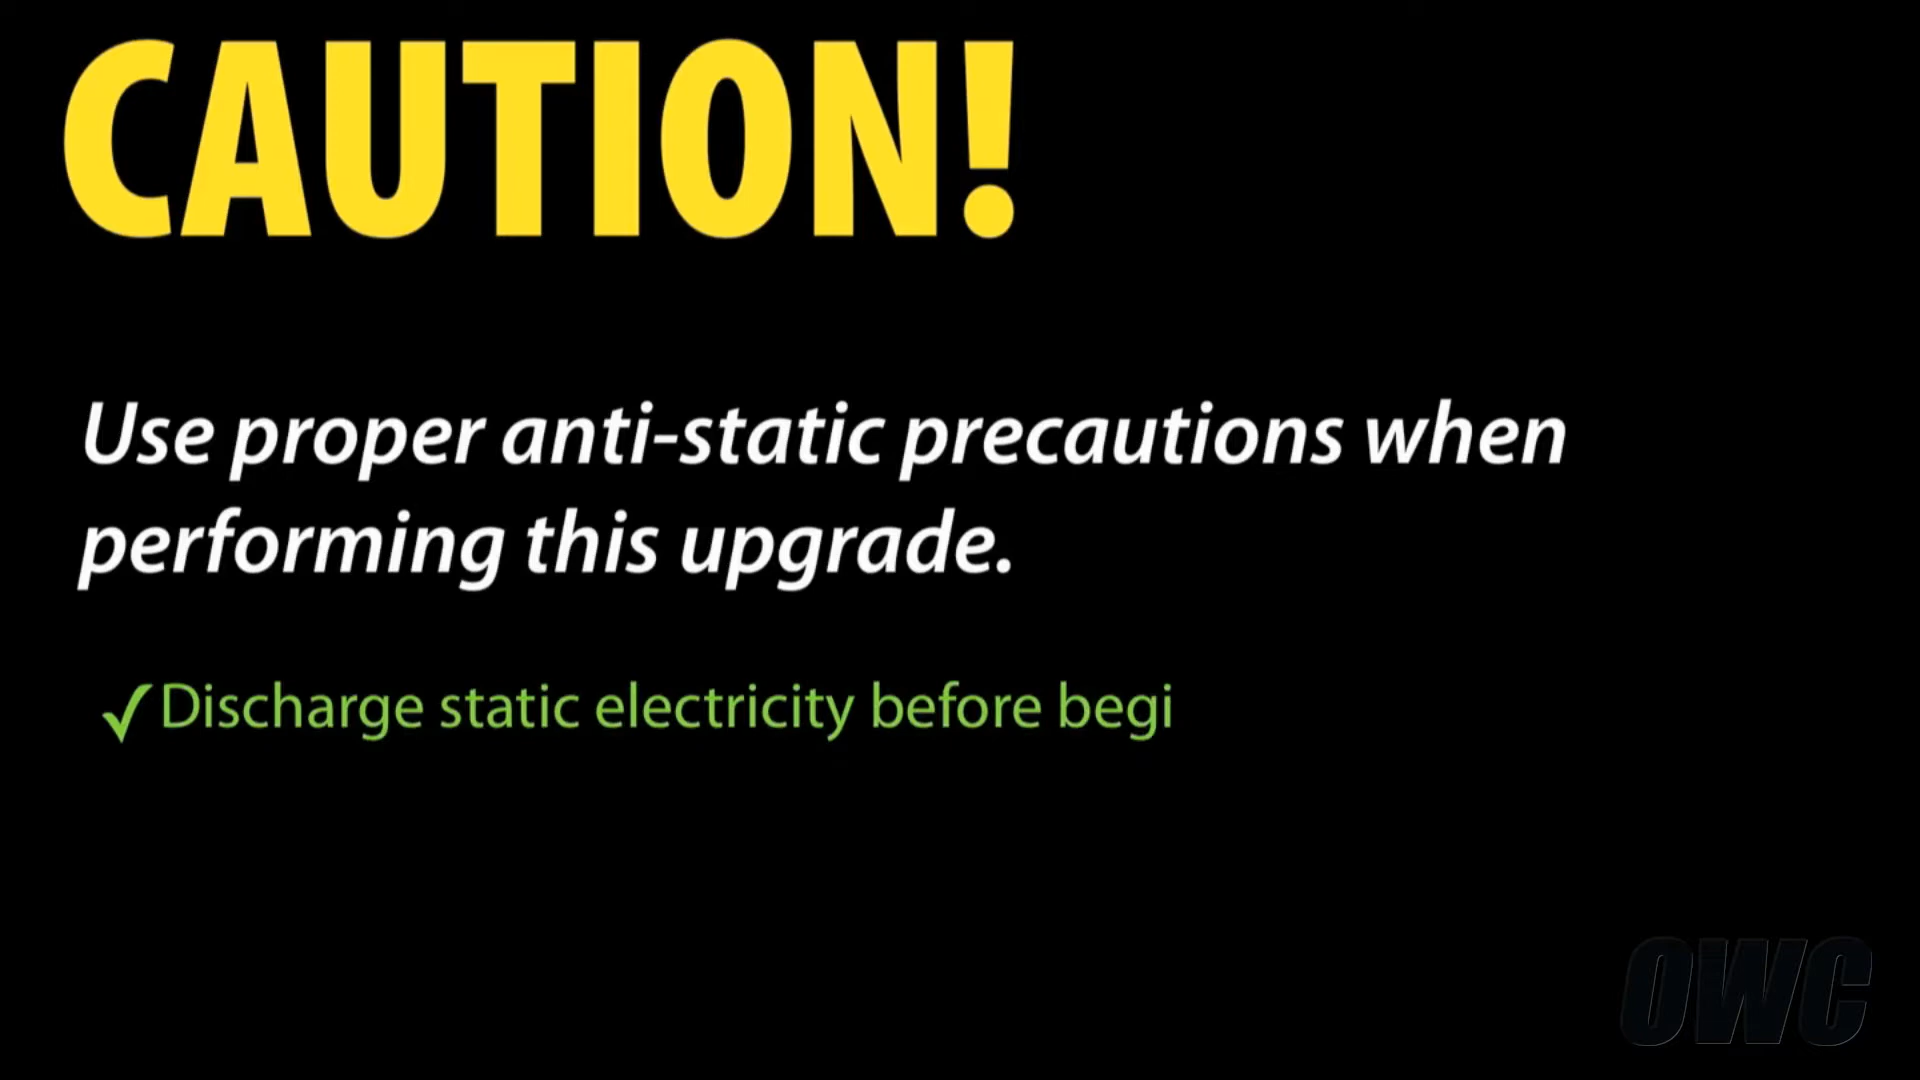 CAUTION!
Use proper anti-static precautions when
performing this upgrade.
✓Discharge static electricity before begi
OWC